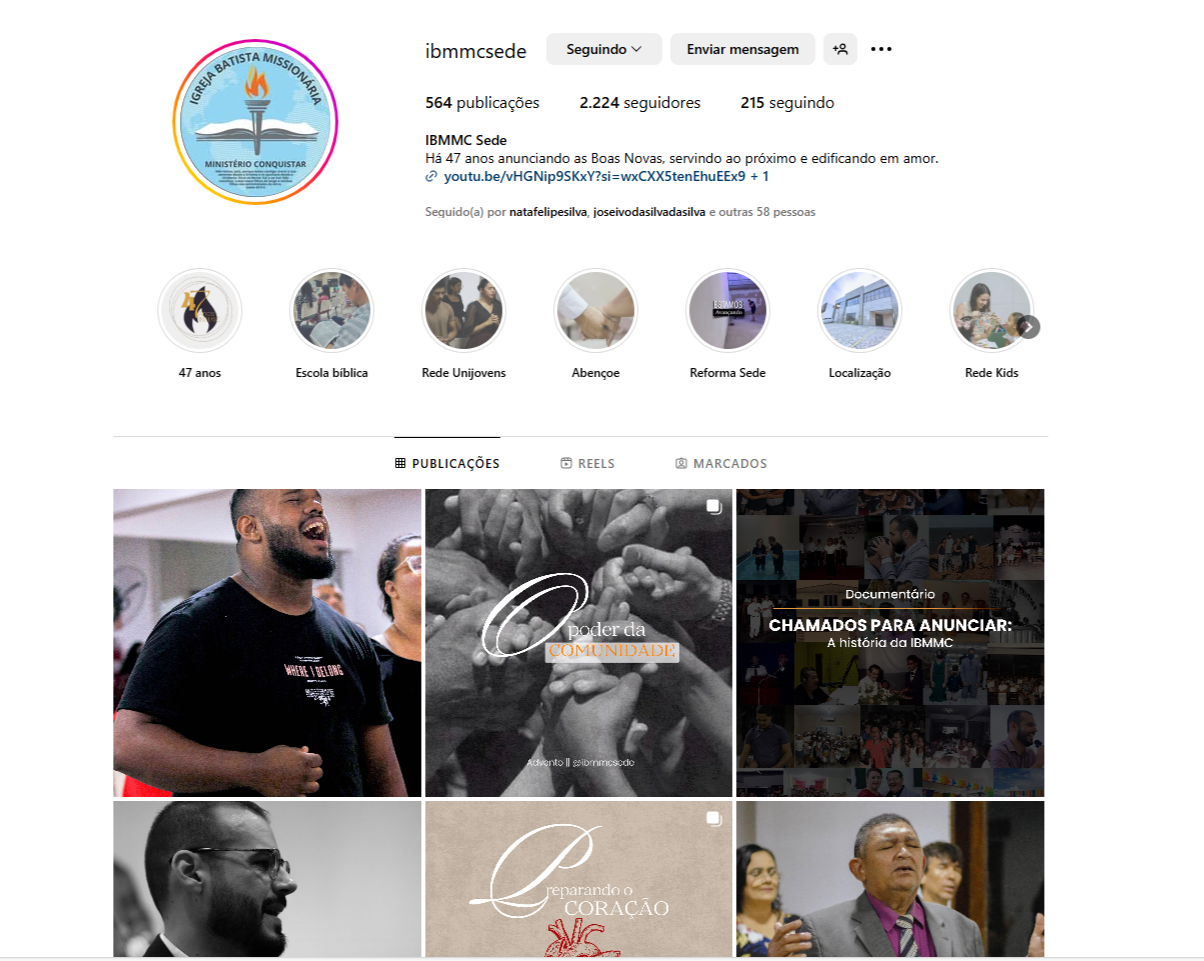 IGREJA BATISTA MISSIONÁRIA
MINISTÉRIO CONQUISTAR
ibmmcsede
Seguindo
Enviar mensagem
564 publicações
2.224 seguidores
215 seguindo
IBMMC Sede
Há 47 anos anunciando as Boas Novas, servindo ao próximo e edificando em amor.
youtu.be/vHGNip9SKxY?si=wxCXX5tenEhuEEx9 + 1
Seguido(a) por natafelipesilva, joseivodasilvadasilva e outras 58 pessoas
ESTAMOS
Avançando
47 anos
Escola bíblica
Rede Unijovens
Abençoe
Reforma Sede
Localização
Rede Kids
PUBLICAÇÕES
REELS
MARCADOS
WHERE I BELONG
O poder da
COMUNIDADE
Advento || @ibmmcsede
Documentário
CHAMADOS PARA ANUNCIAR:
A história da IBMMC
Preparando o
CORAÇÃO